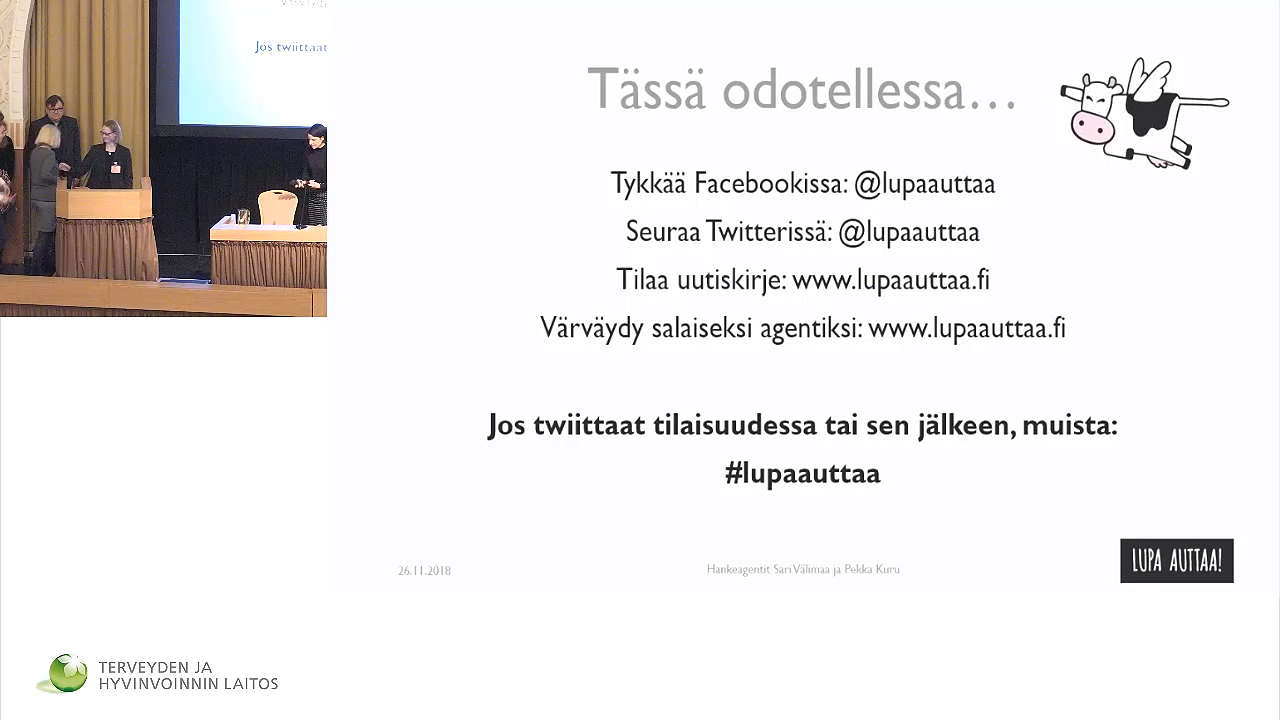 Jos twiittaat
Tässä odotellessa…
Tykkää Facebookissa: @lupaauttaa
Seuraa Twitterissä: @lupaauttaa
Tilaa uutiskirje: www.lupaauttaa.fi
Värväydy salaiseksi agentiksi: www.lupaauttaa.fi
Jos twiittaat tilaisuudessa tai sen jälkeen, muista:
#lupaauttaa
26.11.2018
Hankeagentit Sari Välimaa ja Pekka Kuru
LUPA AUTTAA!
TERVEYDEN JA
HYVINVOINNIN LAITOS